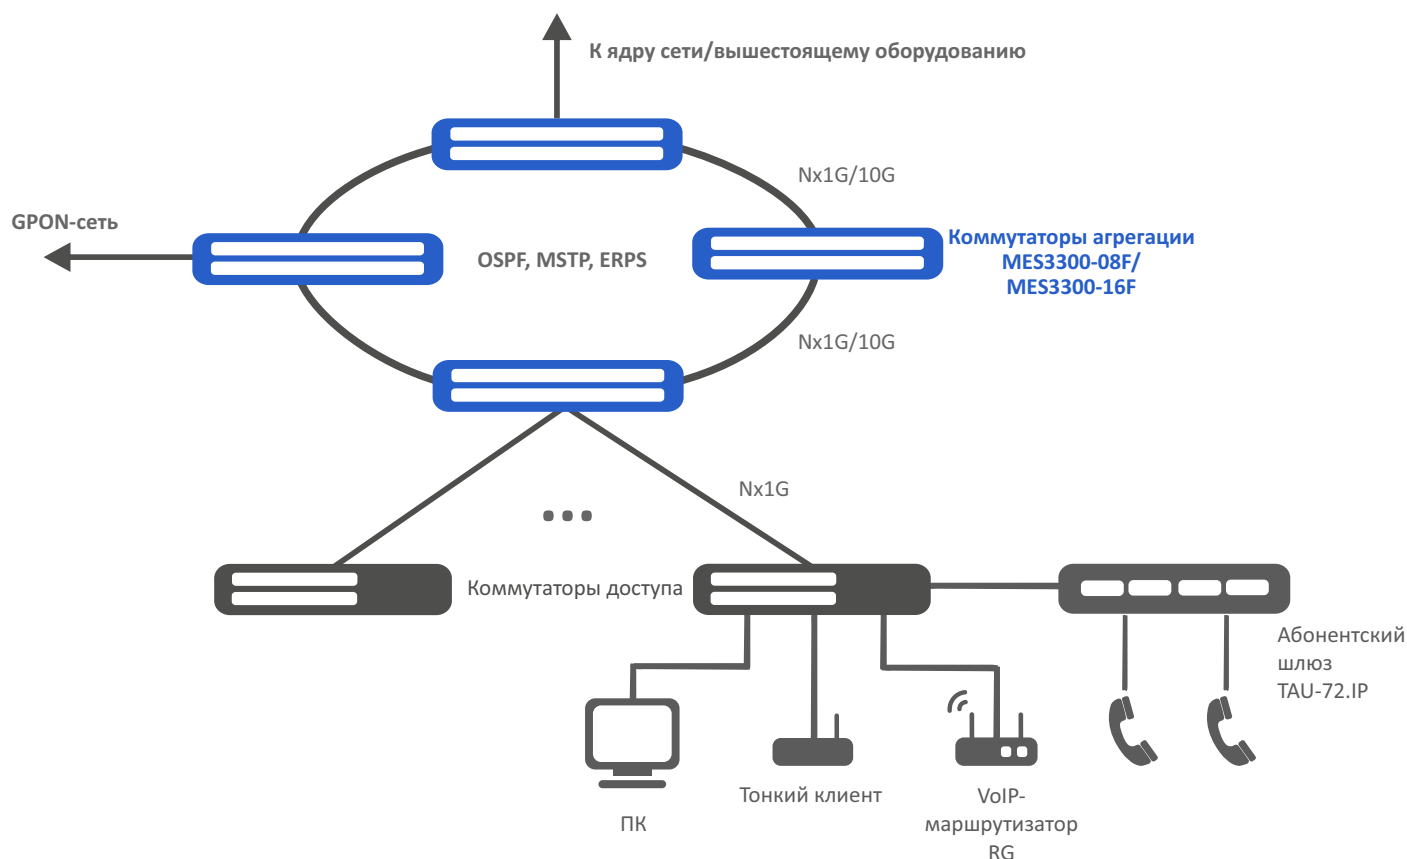 К ядру сети/вышестоящему оборудованию
Nx1G/10G
GPON-сеть
OSPF, MSTP, ERPS
Коммутаторы агрегации
MES3300-08F/
MES3300-16F
Nx1G/10G
Nx1G
Коммутаторы доступа
Абонентский
шлюз
TAU-72.IP
ПК
Тонкий клиент
VoIP-
маршрутизатор
RG